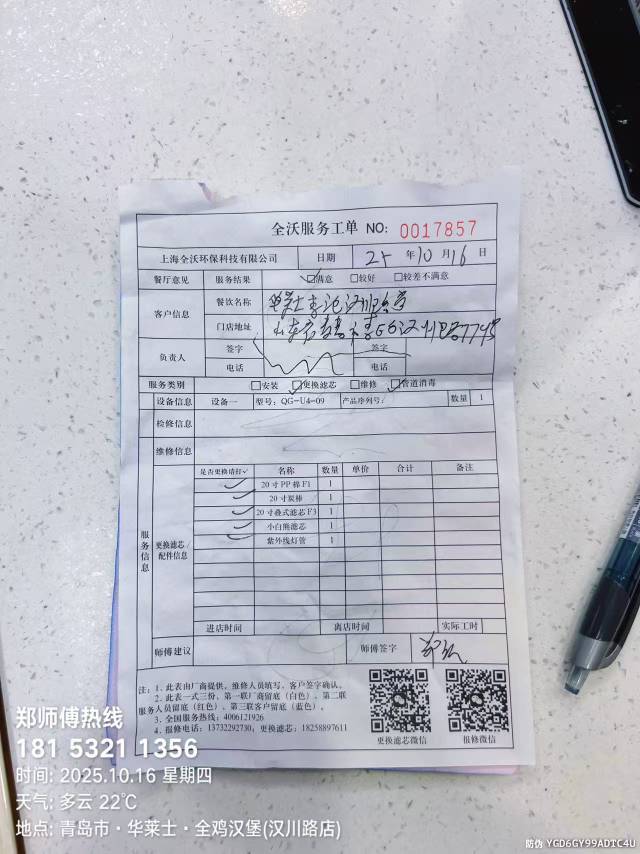 全沃服务工单 NO: 0017857
上海全沃环保科技有限公司 日期 25 年 10 月 16 日
餐厅意见 服务结果 ☑满意 □较好 □较差不满意
客户信息 餐饮名称
门店地址
负责人 签字 签字
电话 电话
服务类别 □安装 ☑更换滤芯 □维修 ☑管道消毒
设备信息 设备一 型号: QG-U4-09 产品序列号: 数量 1
检修信息
维修信息
服务信息
更换滤芯/配件信息
是否更换请打✓ 名称 数量 单价 合计 备注
✓ 20寸PP棉F1 1
✓ 20寸炭棒 1
✓ 20寸叠式滤芯F3 1
✓ 小白熊滤芯 1
✓ 紫外线灯管 1
进店时间 离店时间 实际工时
师傅建议 师傅签字
注: 1. 此表由厂商提供, 维修人员填写, 客户签字确认。
2. 此表一式三份, 第一联厂商留底 (白色), 第二联
服务人员留底 (红色), 第三联客户留底 (蓝色)。
3. 全国服务热线: 4006121926
4. 报修电话: 13732292730; 更换滤芯: 18258897611
更换滤芯微信 报修微信
郑师傅热线
181 5321 1356
时间: 2025.10.16 星期四
天气: 多云 22℃
地点: 青岛市·华莱士·全鸡汉堡(汉川路店)
防伪 YGD6GY99ADTC4U